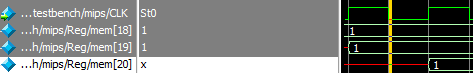 ...testbench/mips/CLK St0
...h/mips/Reg/mem[18] 1 1
...h/mips/Reg/mem[19] 1 1
...h/mips/Reg/mem[20] x 1